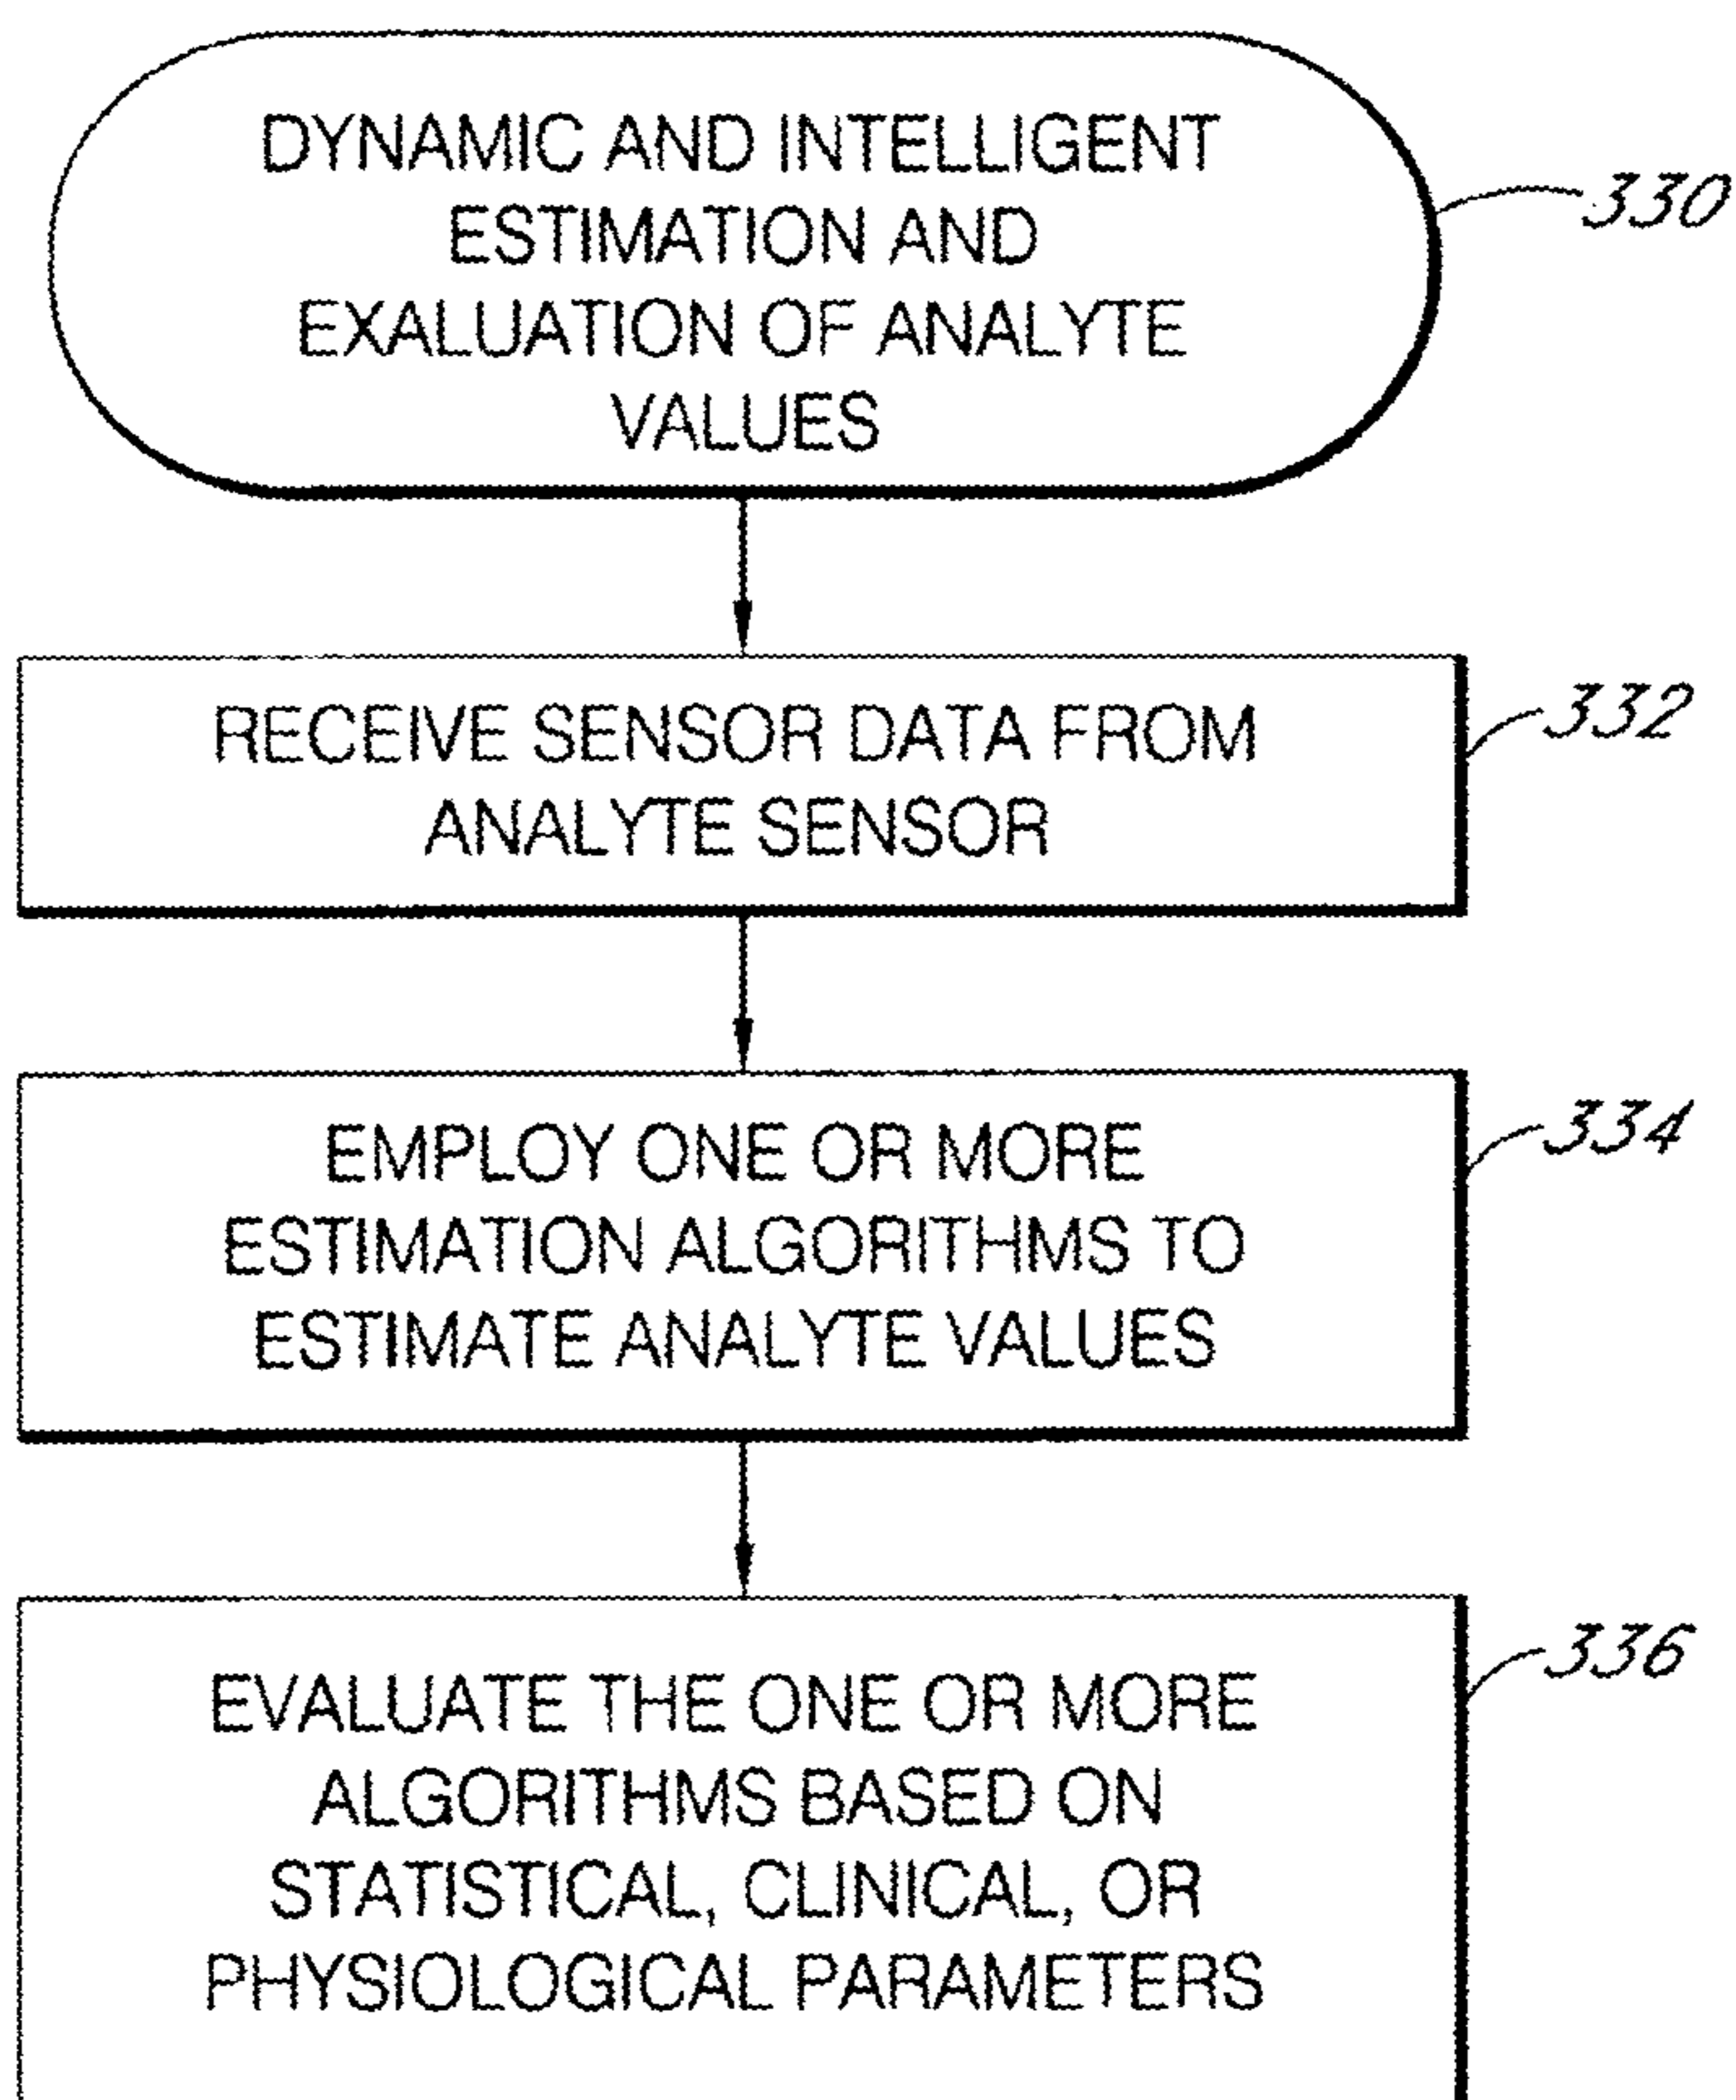 DYNAMIC AND INTELLIGENT
ESTIMATION AND
EXALUATION OF ANALYTE
VALUES
330
RECEIVE SENSOR DATA FROM
ANALYTE SENSOR
332
EMPLOY ONE OR MORE
ESTIMATION ALGORITHMS TO
ESTIMATE ANALYTE VALUES
334
EVALUATE THE ONE OR MORE
ALGORITHMS BASED ON
STATISTICAL, CLINICAL, OR
PHYSIOLOGICAL PARAMETERS
336